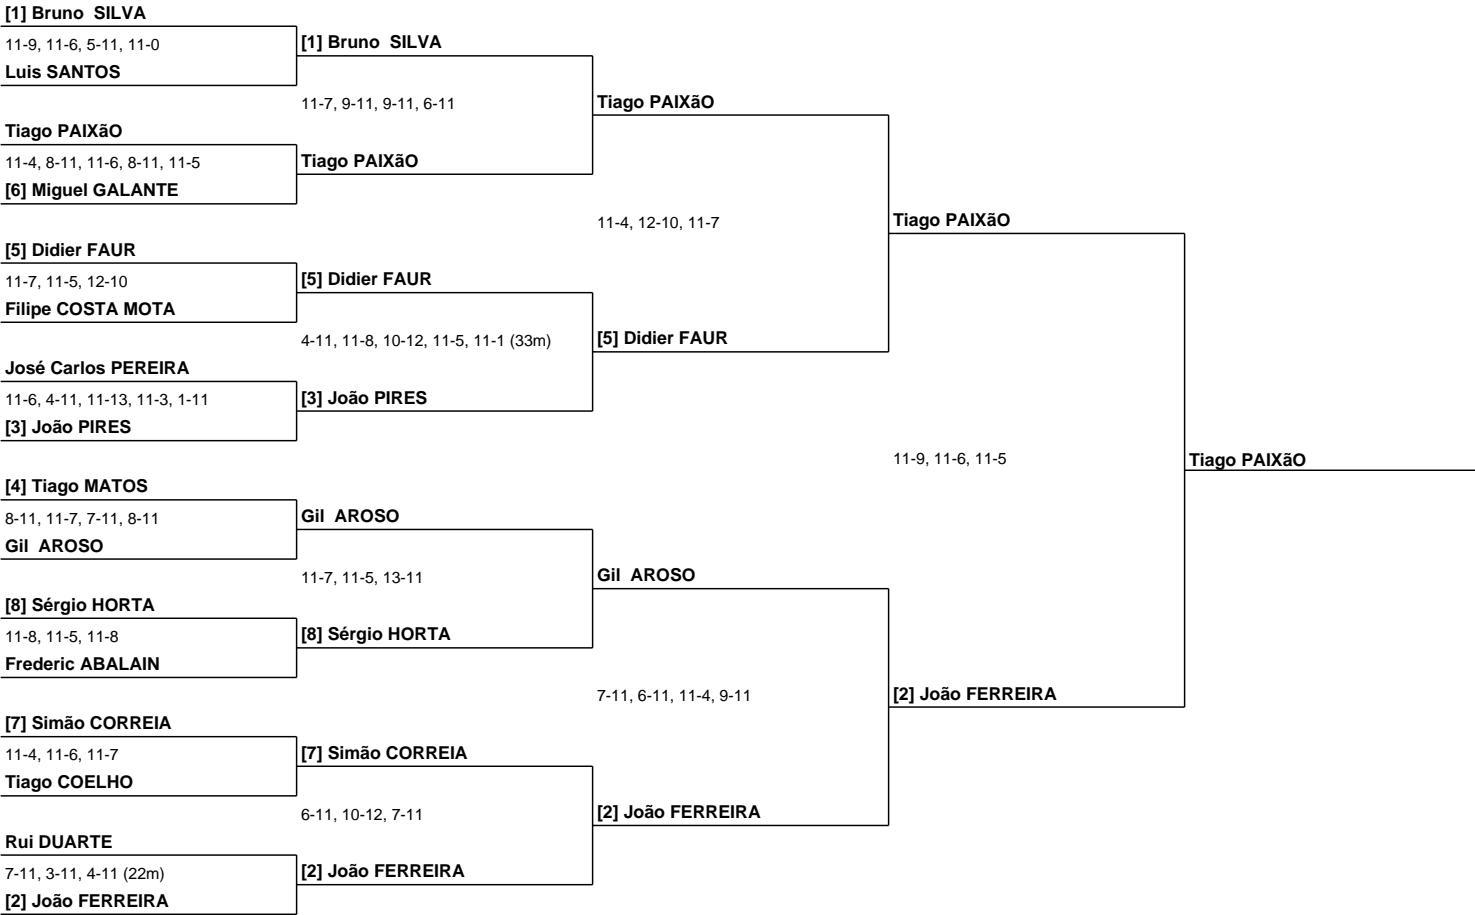 [1] Bruno  SILVA
11-9, 11-6, 5-11, 11-0
[1] Bruno  SILVA
Luis SANTOS
11-7, 9-11, 9-11, 6-11
Tiago PAIXãO
Tiago PAIXãO
11-4, 8-11, 11-6, 8-11, 11-5
Tiago PAIXãO
[6] Miguel GALANTE
11-4, 12-10, 11-7
Tiago PAIXãO
[5] Didier FAUR
11-7, 11-5, 12-10
[5] Didier FAUR
Filipe COSTA MOTA
4-11, 11-8, 10-12, 11-5, 11-1 (33m)
[5] Didier FAUR
José Carlos PEREIRA
11-6, 4-11, 11-13, 11-3, 1-11
[3] João PIRES
[3] João PIRES
11-9, 11-6, 11-5
Tiago PAIXãO
[4] Tiago MATOS
8-11, 11-7, 7-11, 8-11
Gil  AROSO
Gil  AROSO
11-7, 11-5, 13-11
Gil  AROSO
[8] Sérgio HORTA
11-8, 11-5, 11-8
[8] Sérgio HORTA
Frederic ABALAIN
7-11, 6-11, 11-4, 9-11
[2] João FERREIRA
[7] Simão CORREIA
11-4, 11-6, 11-7
[7] Simão CORREIA
Tiago COELHO
6-11, 10-12, 7-11
[2] João FERREIRA
Rui DUARTE
7-11, 3-11, 4-11 (22m)
[2] João FERREIRA
[2] João FERREIRA